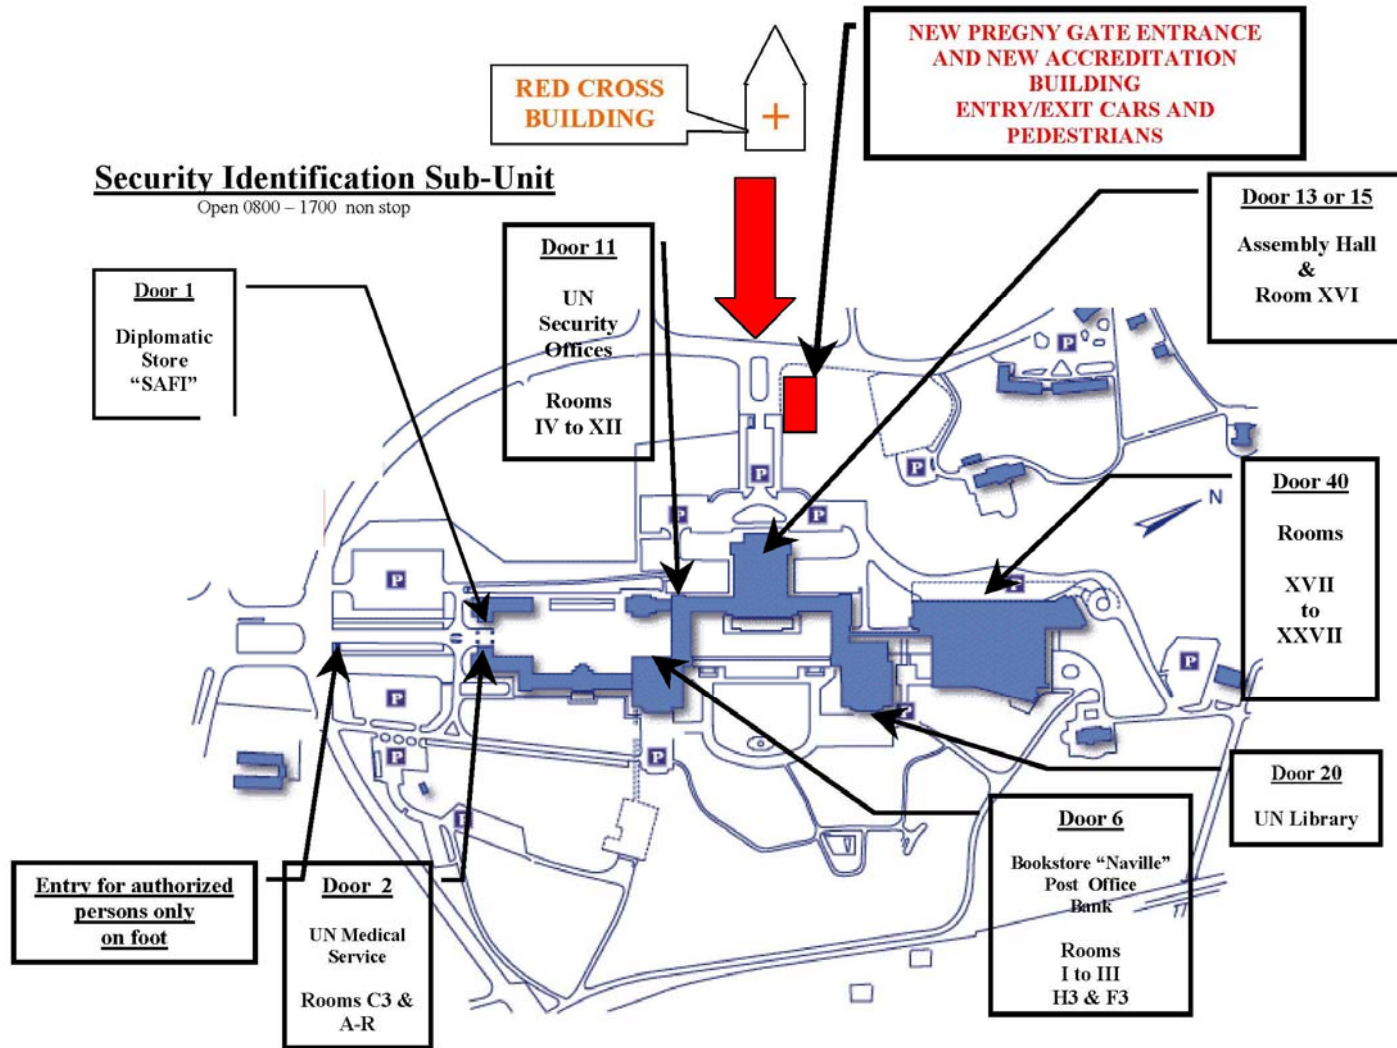 NEW PREGNY GATE ENTRANCE
AND NEW ACCREDITATION
BUILDING
ENTRY/EXIT CARS AND
PEDESTRIANS
RED CROSS
BUILDING
Security Identification Sub-Unit
Open 0800 – 1700 non stop
Door 1
Diplomatic
Store
“SAFI”
Door 11
UN
Security
Offices
Rooms
IV to XII
Door 13 or 15
Assembly Hall
&
Room XVI
Door 40
Rooms
XVII
to
XXVII
N
P
P
P
P
P
P
P
P
P
P
P
P
P
Door 20
UN Library
Door 6
Bookstore “Naville”
Post Office
Bank
Rooms
I to III
H3 & F3
Door 2
UN Medical
Service
Rooms C3 &
A-R
Entry for authorized
persons only
on foot